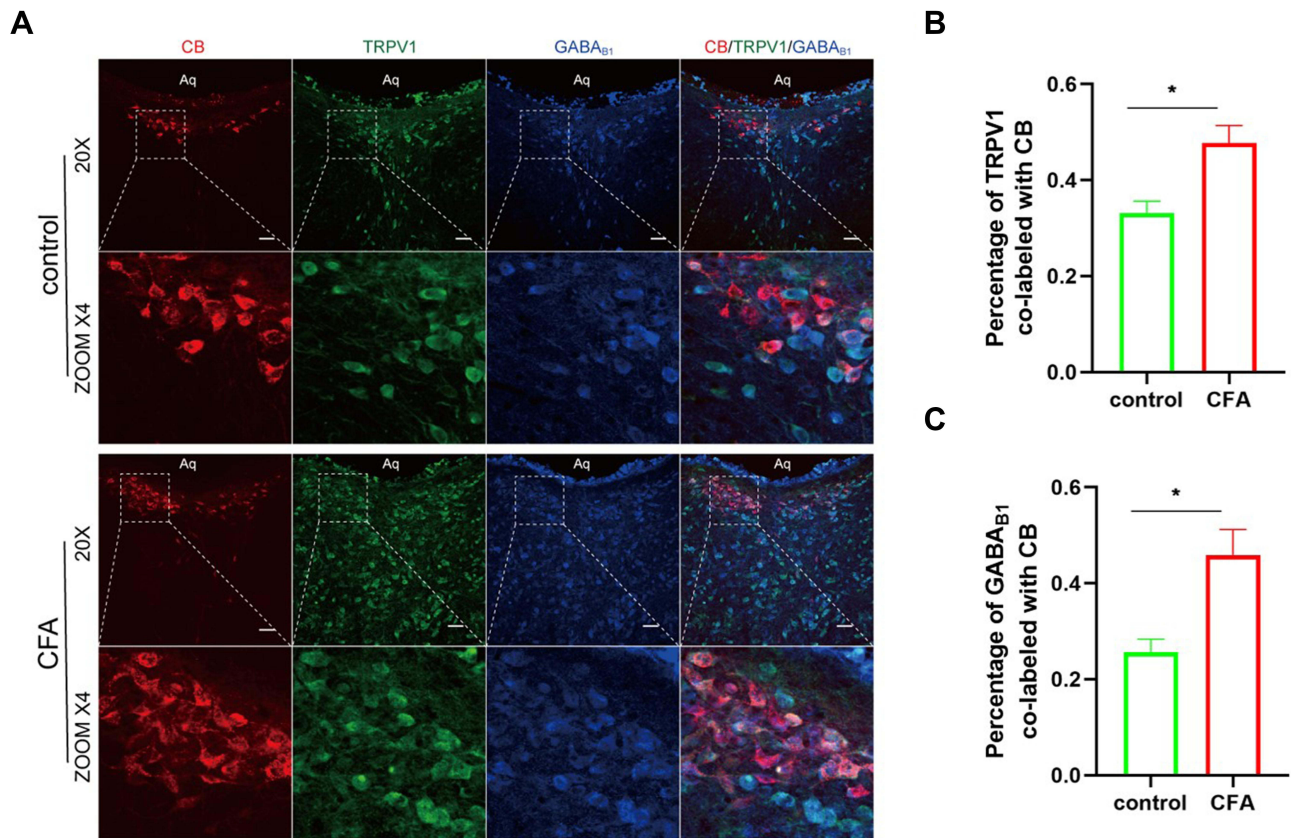 A
CB
TRPV1
GABAB1
CB/TRPV1/GABAB1
control
20X
Aq
Aq
Aq
Aq
ZOOM X4
CFA
20X
Aq
Aq
Aq
Aq
ZOOM X4
B
Percentage of TRPV1
co-labeled with CB
0.6
0.4
0.2
0.0
*
control
CFA
C
Percentage of GABAB1
co-labeled with CB
0.6
0.4
0.2
0.0
*
control
CFA